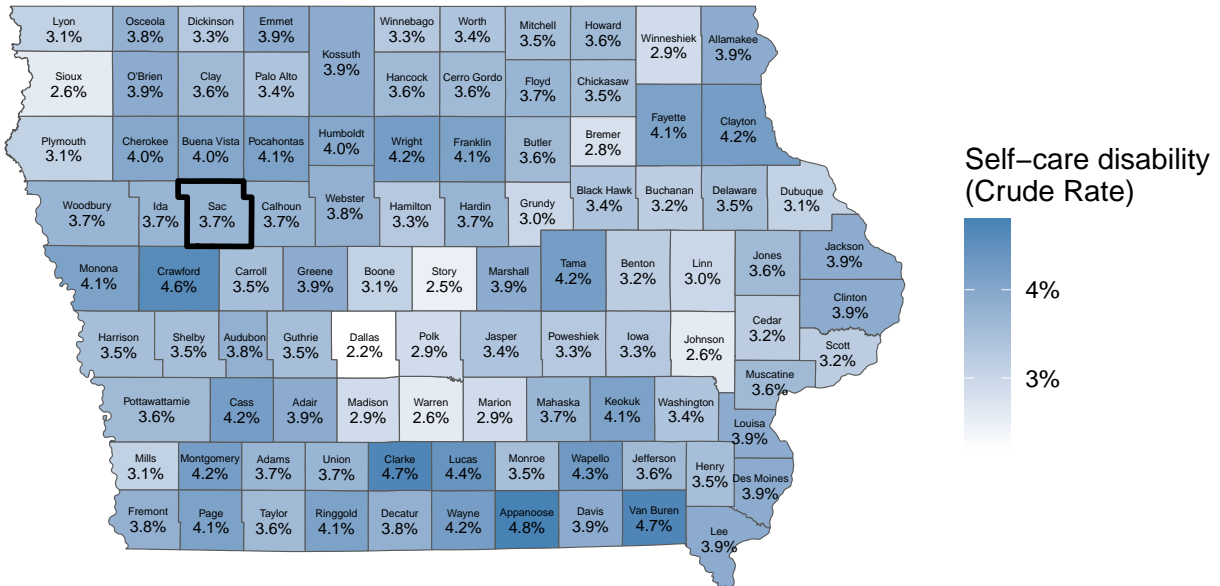 Lyon
3.1%
Osceola
3.8%
Dickinson
3.3%
Emmet
3.9%
Kossuth
3.9%
Winnebago
3.3%
Worth
3.4%
Mitchell
3.5%
Howard
3.6%
Winneshiek
2.9%
Allamakee
3.9%
Sioux
2.6%
O'Brien
3.9%
Clay
3.6%
Palo Alto
3.4%
Hancock
3.6%
Cerro Gordo
3.6%
Floyd
3.7%
Chickasaw
3.5%
Fayette
4.1%
Clayton
4.2%
Plymouth
3.1%
Cherokee
4.0%
Buena Vista
4.0%
Pocahontas
4.1%
Humboldt
4.0%
Wright
4.2%
Franklin
4.1%
Butler
3.6%
Bremer
2.8%
Woodbury
3.7%
Ida
3.7%
Sac
3.7%
Calhoun
3.7%
Webster
3.8%
Hamilton
3.3%
Hardin
3.7%
Grundy
3.0%
Black Hawk
3.4%
Buchanan
3.2%
Delaware
3.5%
Dubuque
3.1%
Monona
4.1%
Crawford
4.6%
Carroll
3.5%
Greene
3.9%
Boone
3.1%
Story
2.5%
Marshall
3.9%
Tama
4.2%
Benton
3.2%
Linn
3.0%
Jones
3.6%
Jackson
3.9%
Clinton
3.9%
Harrison
3.5%
Shelby
3.5%
Audubon
3.8%
Guthrie
3.5%
Dallas
2.2%
Polk
2.9%
Jasper
3.4%
Poweshiek
3.3%
Iowa
3.3%
Johnson
2.6%
Cedar
3.2%
Scott
3.2%
Muscatine
3.6%
Pottawattamie
3.6%
Cass
4.2%
Adair
3.9%
Madison
2.9%
Warren
2.6%
Marion
2.9%
Mahaska
3.7%
Keokuk
4.1%
Washington
3.4%
Louisa
3.9%
Mills
3.1%
Montgomery
4.2%
Adams
3.7%
Union
3.7%
Clarke
4.7%
Lucas
4.4%
Monroe
3.5%
Wapello
4.3%
Jefferson
3.6%
Henry
3.5%
Des Moines
3.9%
Fremont
3.8%
Page
4.1%
Taylor
3.6%
Ringgold
4.1%
Decatur
3.8%
Wayne
4.2%
Appanoose
4.8%
Davis
3.9%
Van Buren
4.7%
Lee
3.9%
Self−care disability
(Crude Rate)
4%
3%